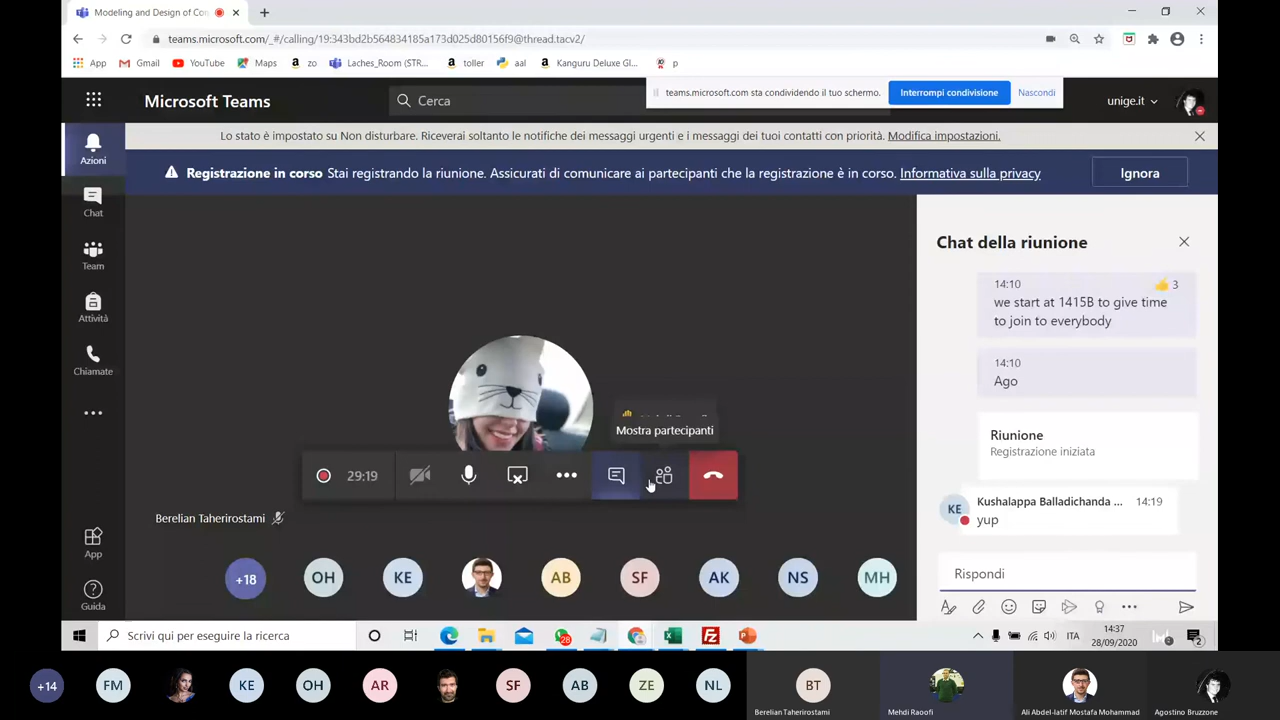 Modeling and Design of Con
teams.microsoft.com/_#/calling/19:343bd2b564834185a173d025d80156f9@thread.tacv2/
App Gmail YouTube Maps zo Laches_Room (STR... toller aal Kanguru Deluxe Gl... p
Microsoft Teams
Cerca
teams.microsoft.com sta condividendo il tuo schermo.
Interrompi condivisione
Nascondi
unige.it
Lo stato è impostato su Non disturbare. Riceverai soltanto le notifiche dei messaggi urgenti e i messaggi dei tuoi contatti con priorità. Modifica impostazioni.
Registrazione in corso Stai registrando la riunione. Assicurati di comunicare ai partecipanti che la registrazione è in corso. Informativa sulla privacy
Ignora
Azioni
Chat
Team
Attività
Chiamate
App
Guida
Mostra partecipanti
29:19
Berelian Taherirostami
+18 OH KE AB SF AK NS MH
Chat della riunione
14:10
3
we start at 1415B to give time
to join to everybody
14:10
Ago
Riunione
Registrazione iniziata
KE
Kushalappa Balladichanda ... 14:19
yup
Rispondi
Scrivi qui per eseguire la ricerca
28
ITA
14:37
28/09/2020
2
+14 FM KE OH AR SF AB ZE NL BT
Berelian Taherirostami
Mehdi Raoofi
Ali Abdel-latif Mostafa Mohammad
Agostino Bruzzone